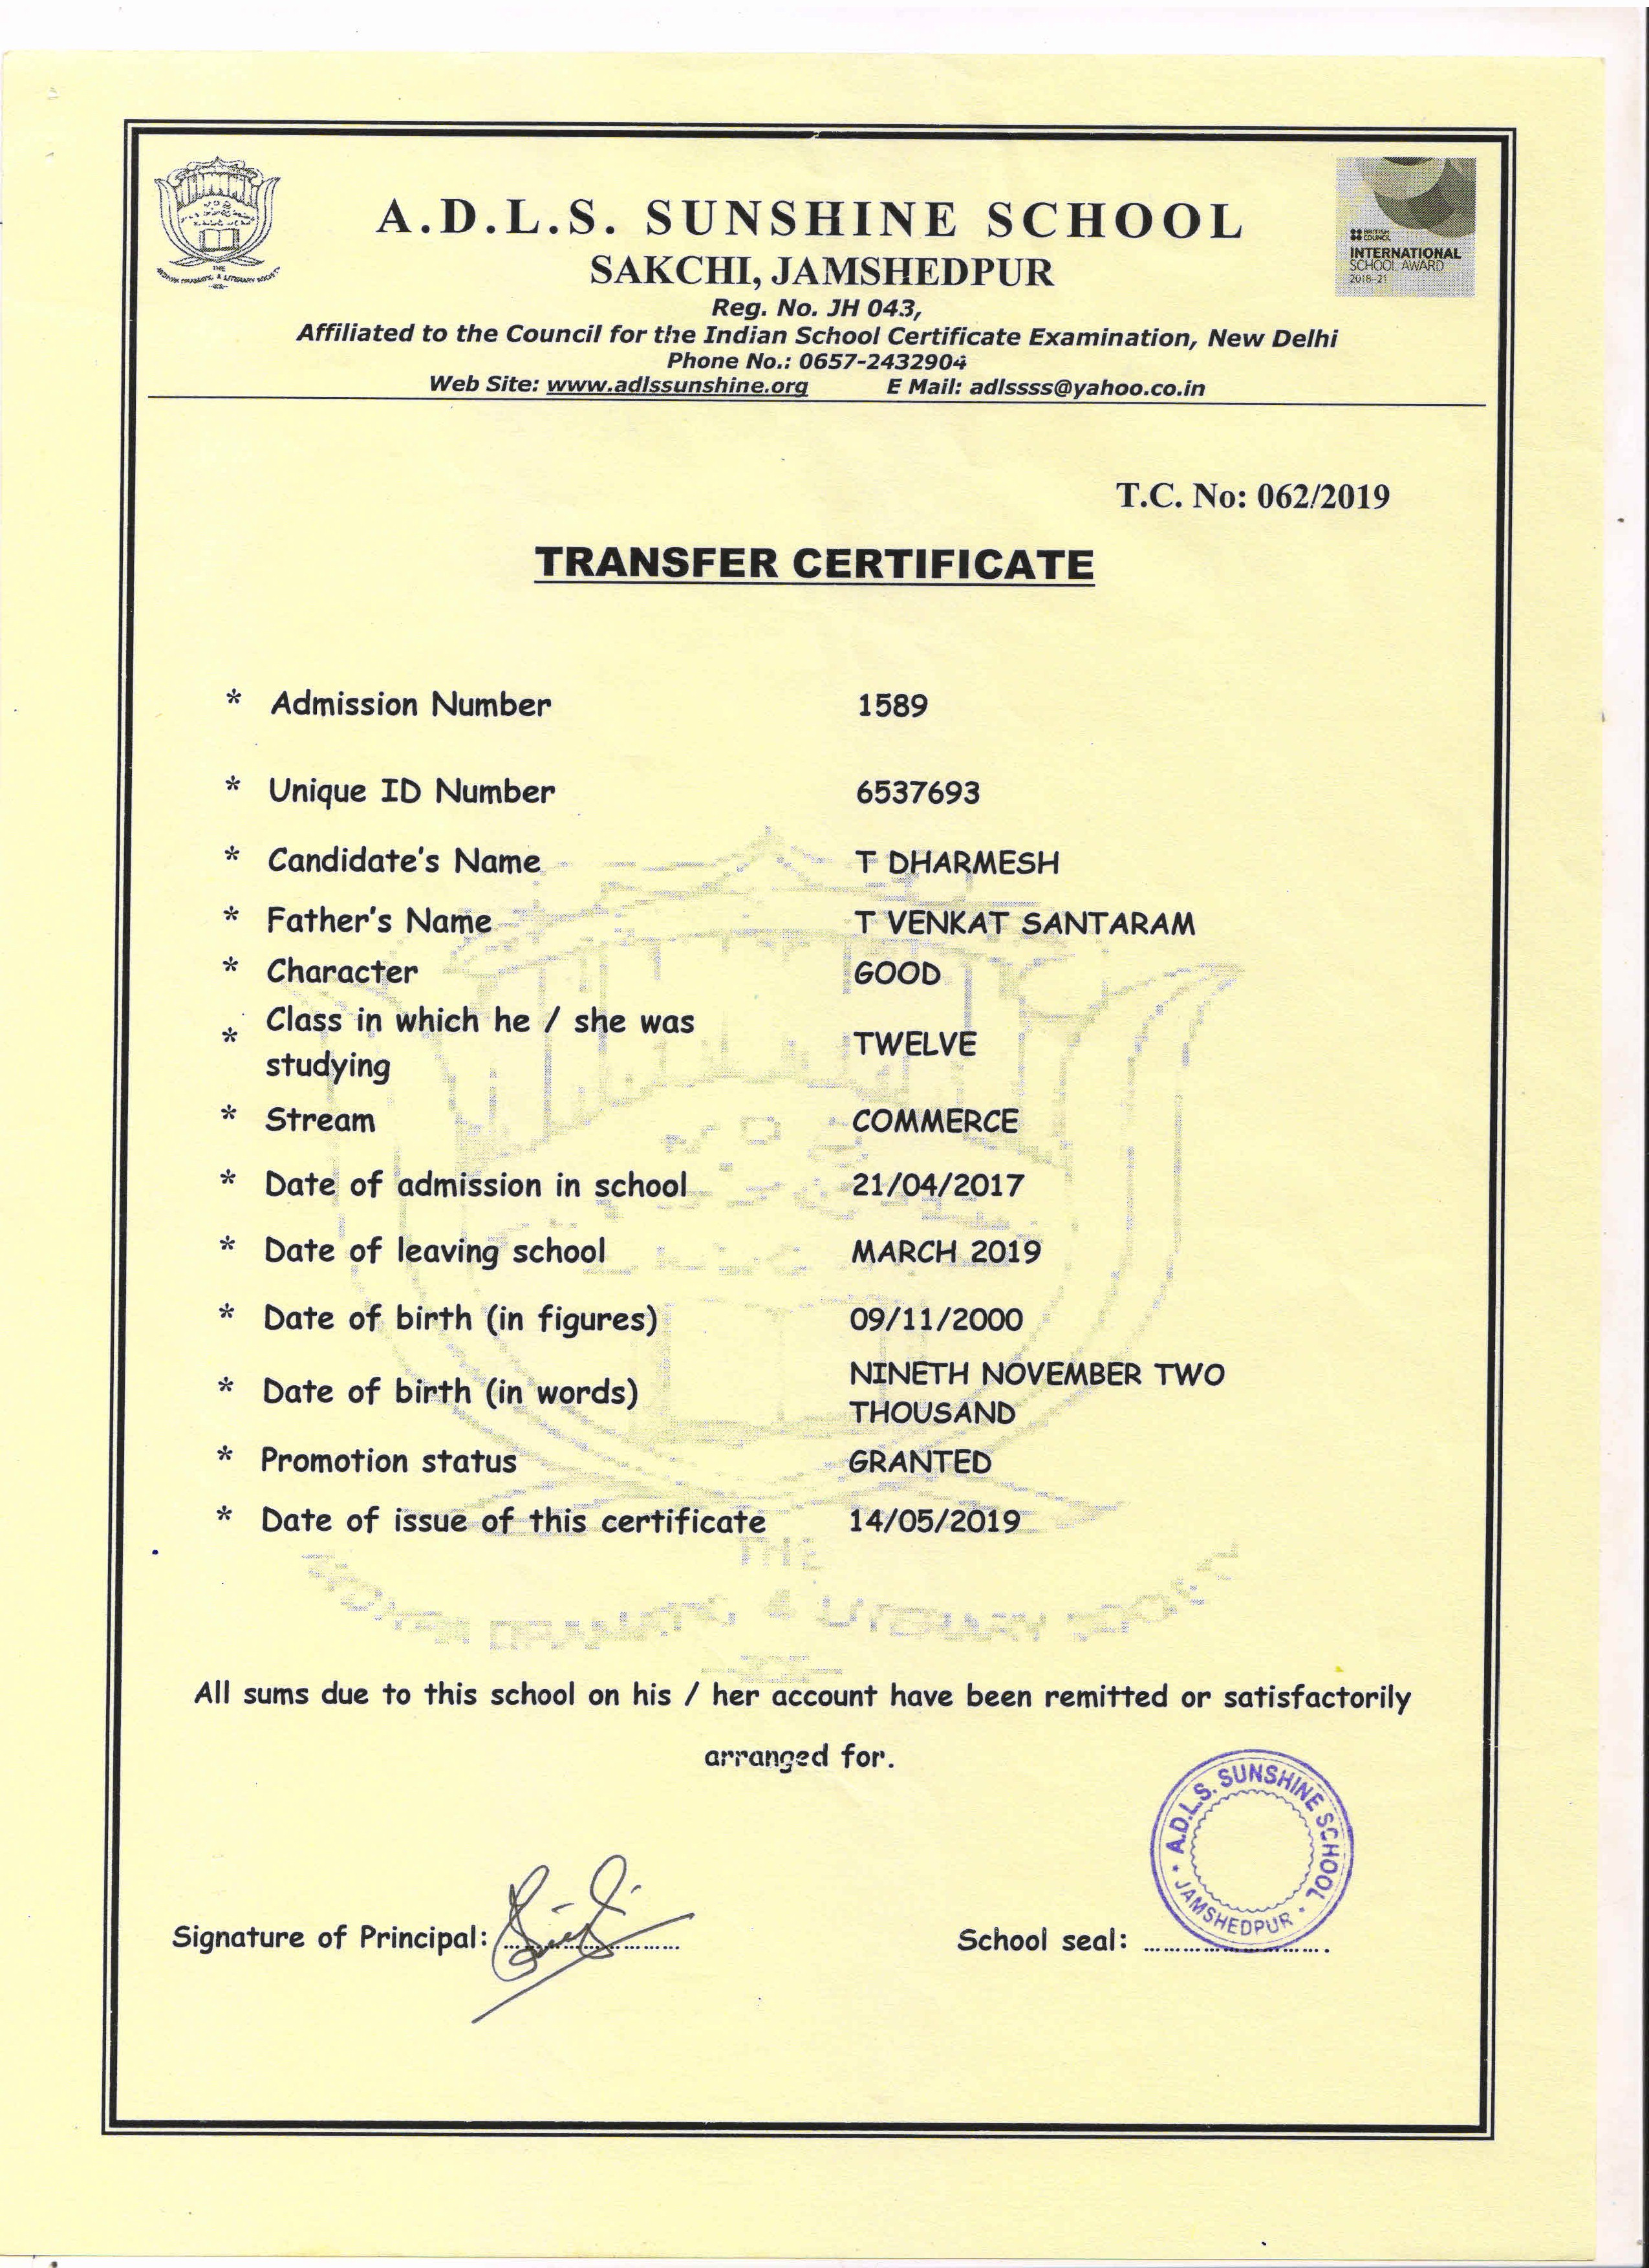 A.D.L.S. SUNSHINE SCHOOL
SAKCHI, JAMSHEDPUR
Reg. No. JH 043,
Affiliated to the Council for the Indian School Certificate Examination, New Delhi
Phone No.: 0657-2432904
Web Site: www.adlssunshine.org E Mail: adlssss@yahoo.co.in
BRITISH COUNCIL
INTERNATIONAL
SCHOOL AWARD
2018-21
T.C. No: 062/2019
TRANSFER CERTIFICATE
* Admission Number 1589
* Unique ID Number 6537693
* Candidate's Name T DHARMESH
* Father's Name T VENKAT SANTARAM
* Character GOOD
* Class in which he / she was
studying TWELVE
* Stream COMMERCE
* Date of admission in school 21/04/2017
* Date of leaving school MARCH 2019
* Date of birth (in figures) 09/11/2000
* Date of birth (in words) NINETH NOVEMBER TWO
THOUSAND
* Promotion status GRANTED
* Date of issue of this certificate 14/05/2019
THE
DRAMATIC & LITERARY SOCIETY
All sums due to this school on his / her account have been remitted or satisfactorily
arranged for.
A.D.L.S. SUNSHINE SCHOOL
JAMSHEDPUR
Signature of Principal: School seal: